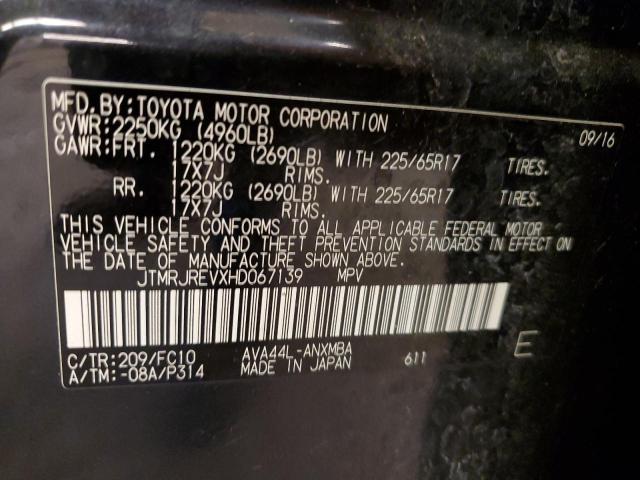 MFD.BY:TOYOTA MOTOR CORPORATION 09/16
GVWR:2250KG (4960LB)
GAWR:FRT. 1220KG (2690LB) WITH 225/65R17 TIRES.
17X7J RIMS.
RR. 1220KG (2690LB) WITH 225/65R17 TIRES.
17X7J RIMS.
THIS VEHICLE CONFORMS TO ALL APPLICABLE FEDERAL MOTOR
VEHICLE SAFETY AND THEFT PREVENTION STANDARDS IN EFFECT ON
THE DATE OF MANUFACTURE SHOWN ABOVE.
JTMRJREVXHD067139 MPV
C/TR:209/FC10 AVA44L-ANXMBA 611 E
A/TM:-08A/P314 MADE IN JAPAN